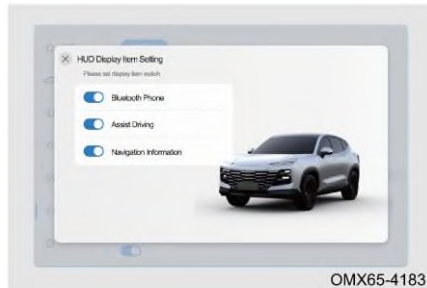 HUD Display Item Setting
Please set display item switch
Bluetooth Phone
Assist Driving
Navigation Information
OMX65-4183